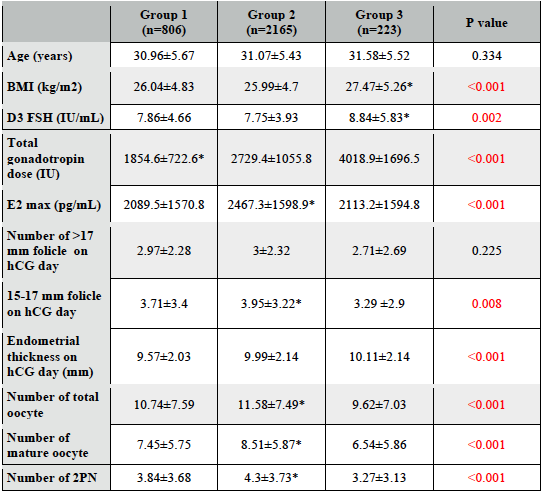 Group 1 (n=806) Group 2 (n=2165) Group 3 (n=223) P value
Age (years) 30.96±5.67 31.07±5.43 31.58±5.52 0.334
BMI (kg/m2) 26.04±4.83 25.99±4.7 27.47±5.26* <0.001
D3 FSH (IU/mL) 7.86±4.66 7.75±3.93 8.84±5.83* 0.002
Total gonadotropin dose (IU) 1854.6±722.6* 2729.4±1055.8 4018.9±1696.5 <0.001
E2 max (pg/mL) 2089.5±1570.8 2467.3±1598.9* 2113.2±1594.8 <0.001
Number of >17 mm folicle on hCG day 2.97±2.28 3±2.32 2.71±2.69 0.225
15-17 mm folicle on hCG day 3.71±3.4 3.95±3.22* 3.29 ±2.9 0.008
Endometrial thickness on hCG day (mm) 9.57±2.03 9.99±2.14 10.11±2.14 <0.001
Number of total oocyte 10.74±7.59 11.58±7.49* 9.62±7.03 <0.001
Number of mature oocyte 7.45±5.75 8.51±5.87* 6.54±5.86 <0.001
Number of 2PN 3.84±3.68 4.3±3.73* 3.27±3.13 <0.001